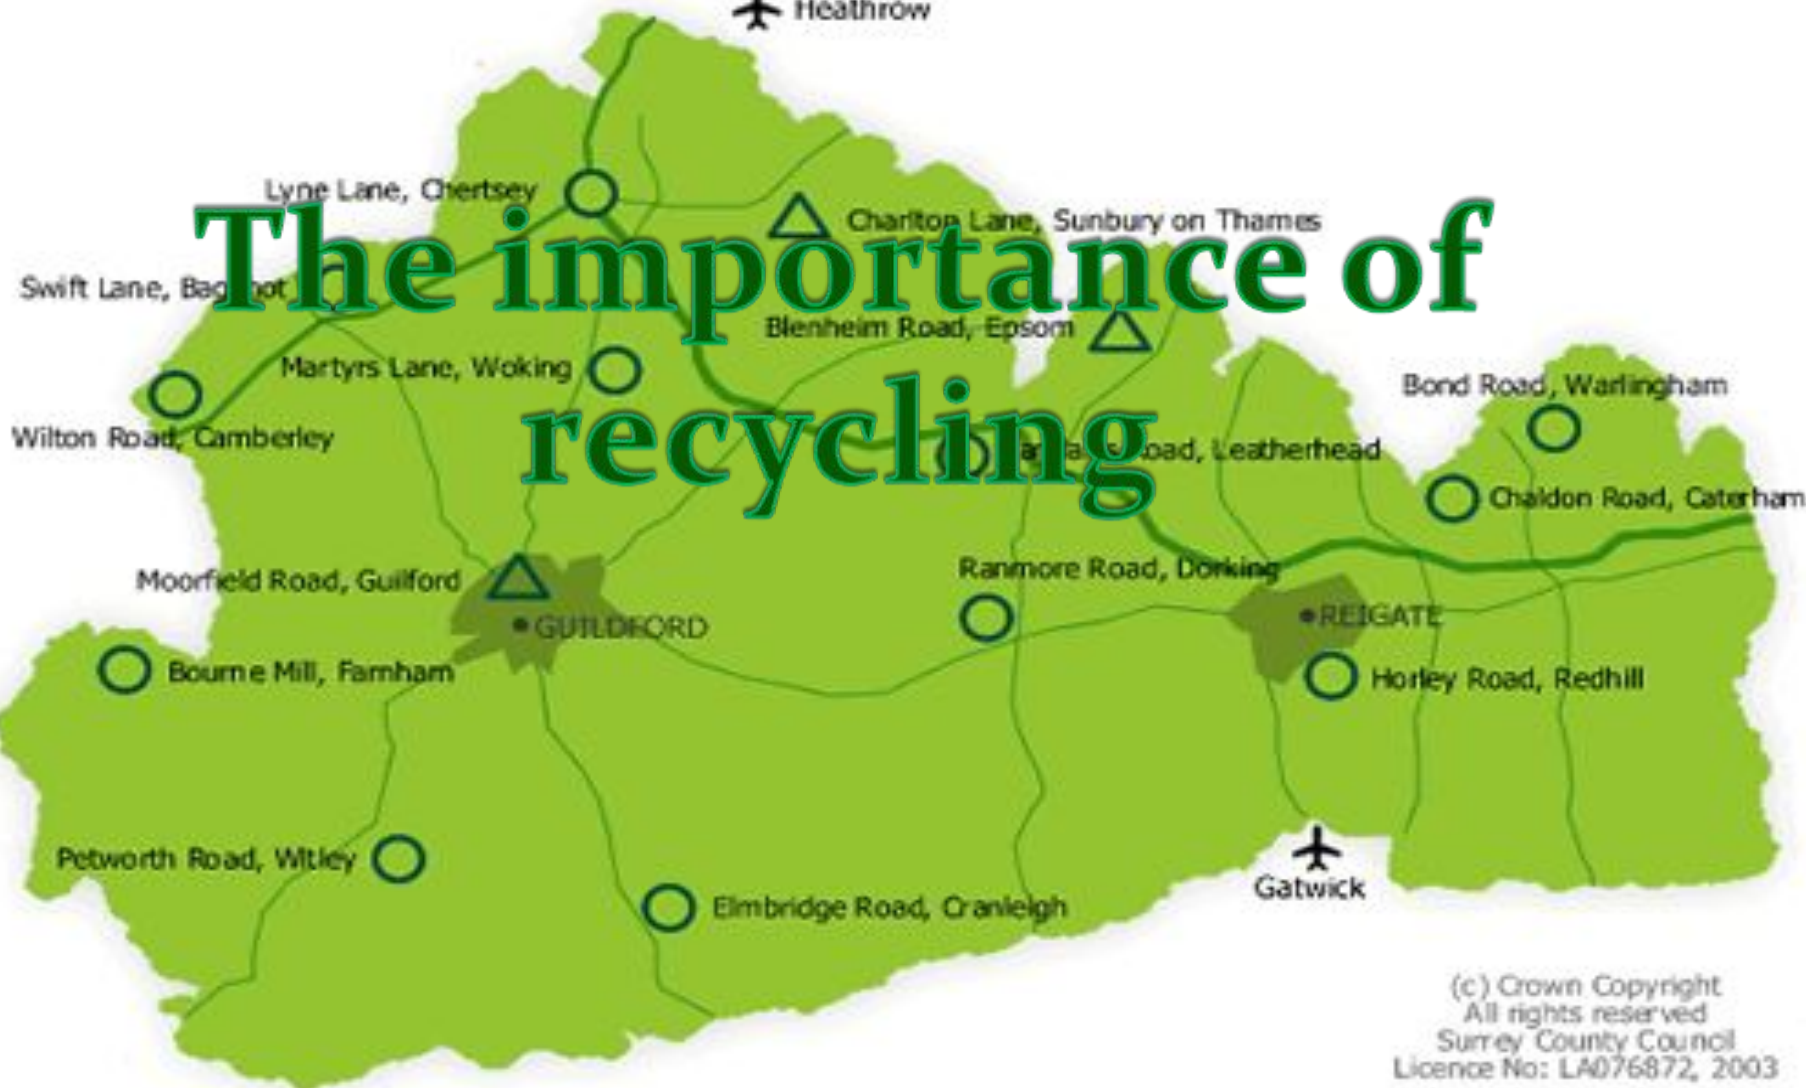 Heathrow
Lyne Lane, Chertsey
Charlton Lane, Sunbury on Thames
The importance of
recycling
Swift Lane,
Blenheim Road, Epsom
Martyrs Lane, Woking
Bond Road, Warlingham
Wilton Road, Camberley
Road, Leatherhead
Chaldon Road, Caterham
Ranmore Road, Dorking
Moorfield Road, Guilford
GUILDFORD
REIGATE
Bourne Mill, Farnham
Horley Road, Redhill
Petworth Road, Witley
Gatwick
Elmbridge Road, Cranleigh
(c) Crown Copyright
All rights reserved
Surrey County Council
Licence No: LA076872, 2003